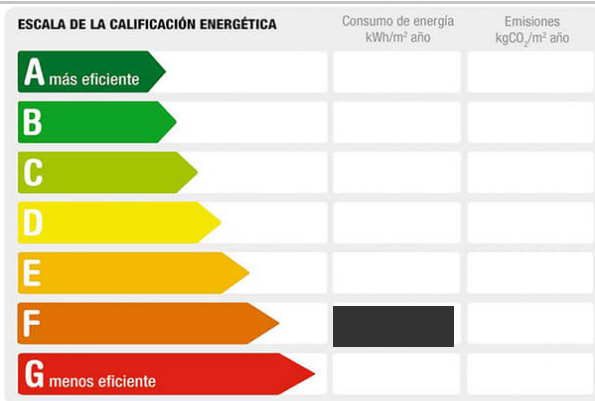 ESCALA DE LA CALIFICACIÓN ENERGÉTICA
Consumo de energía
kWh/m² año
Emisiones
kgCO₂/m² año
A más eficiente
B
C
D
E
F
G menos eficiente